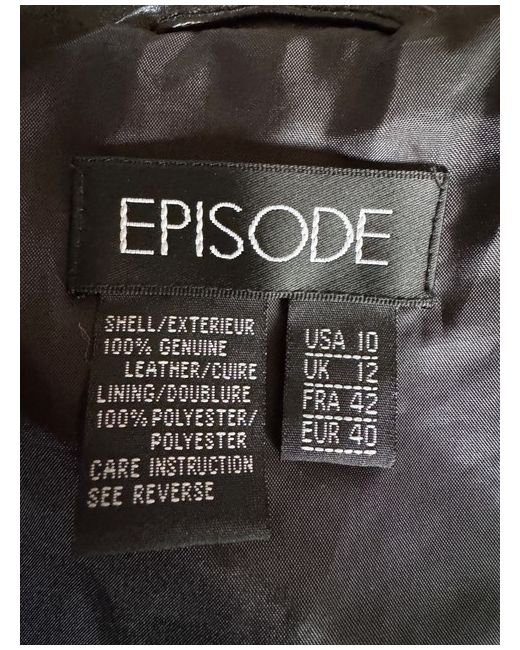 EPISODE
SHELL/EXTERIEUR
100% GENUINE
LEATHER/CUIRE
LINING/DOUBLURE
100% POLYESTER/
POLYESTER
CARE INSTRUCTION
SEE REVERSE
USA 10
UK 12
FRA 42
EUR 40